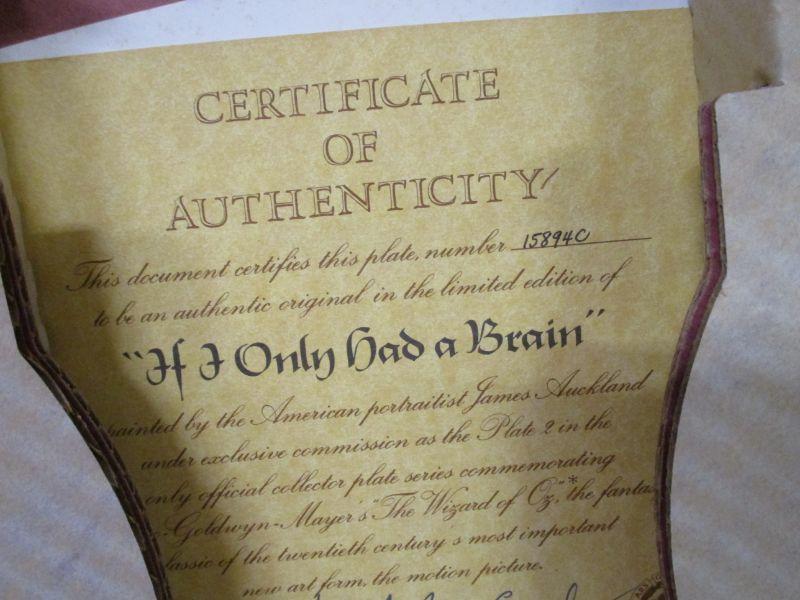 CERTIFICATE
OF
AUTHENTICITY
This document certifies this plate, number 15894C
to be an authentic original in the limited edition of
"If I Only Had a Brain"
painted by the American portraitist James Auckland
under exclusive commission as the Plate 2 in the
only official collector plate series commemorating
-Goldwyn-Mayer's "The Wizard of Oz,"* the fanta
lassic of the twentieth century's most important
new art form, the motion picture.